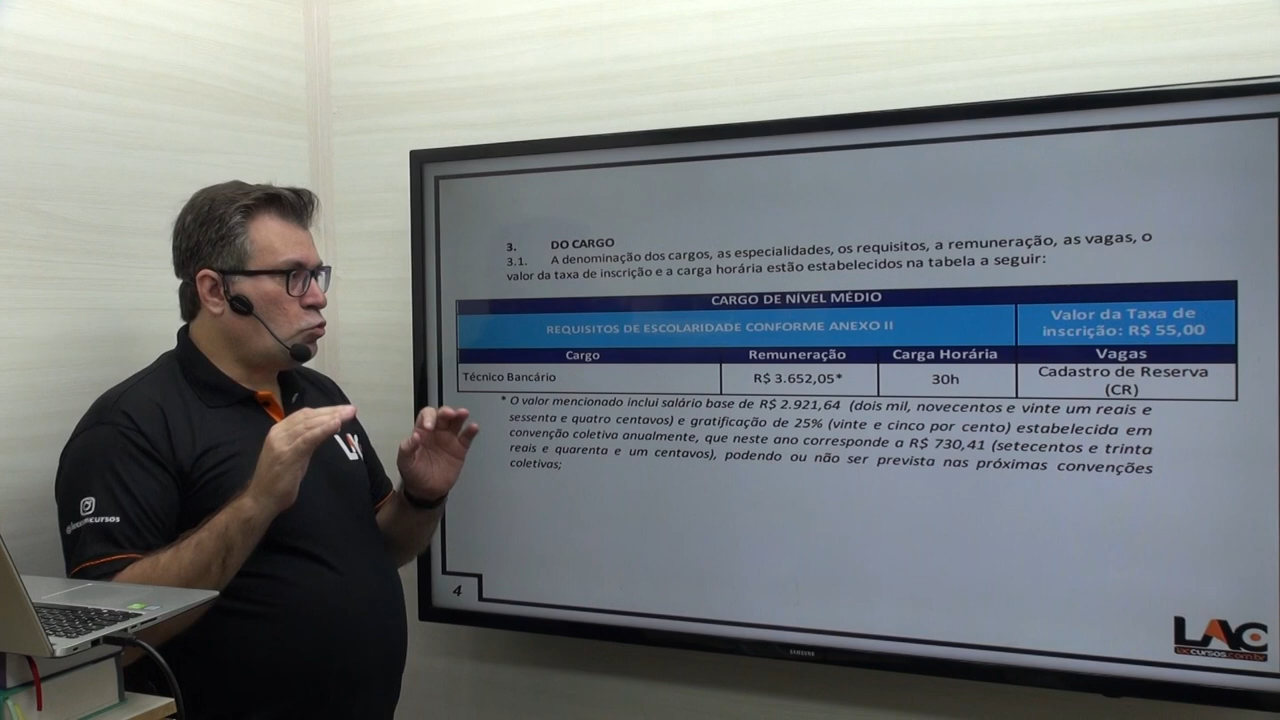 3. DO CARGO
3.1. A denominação dos cargos, as especialidades, os requisitos, a remuneração, as vagas, o
valor da taxa de inscrição e a carga horária estão estabelecidos na tabela a seguir:
CARGO DE NÍVEL MÉDIO
REQUISITOS DE ESCOLARIDADE CONFORME ANEXO II
Valor da Taxa de
inscrição: R$ 55,00
Cargo Remuneração Carga Horária Vagas
Técnico Bancário R$ 3.652,05* 30h Cadastro de Reserva
(CR)
* O valor mencionado inclui salário base de R$ 2.921,64 (dois mil, novecentos e vinte um reais e
sessenta e quatro centavos) e gratificação de 25% (vinte e cinco por cento) estabelecida em
convenção coletiva anualmente, que neste ano corresponde a R$ 730,41 (setecentos e trinta
reais e quarenta e um centavos), podendo ou não ser prevista nas próximas convenções
coletivas;
4
LAC
laccursos.com.br
SAMSUNG
LAC